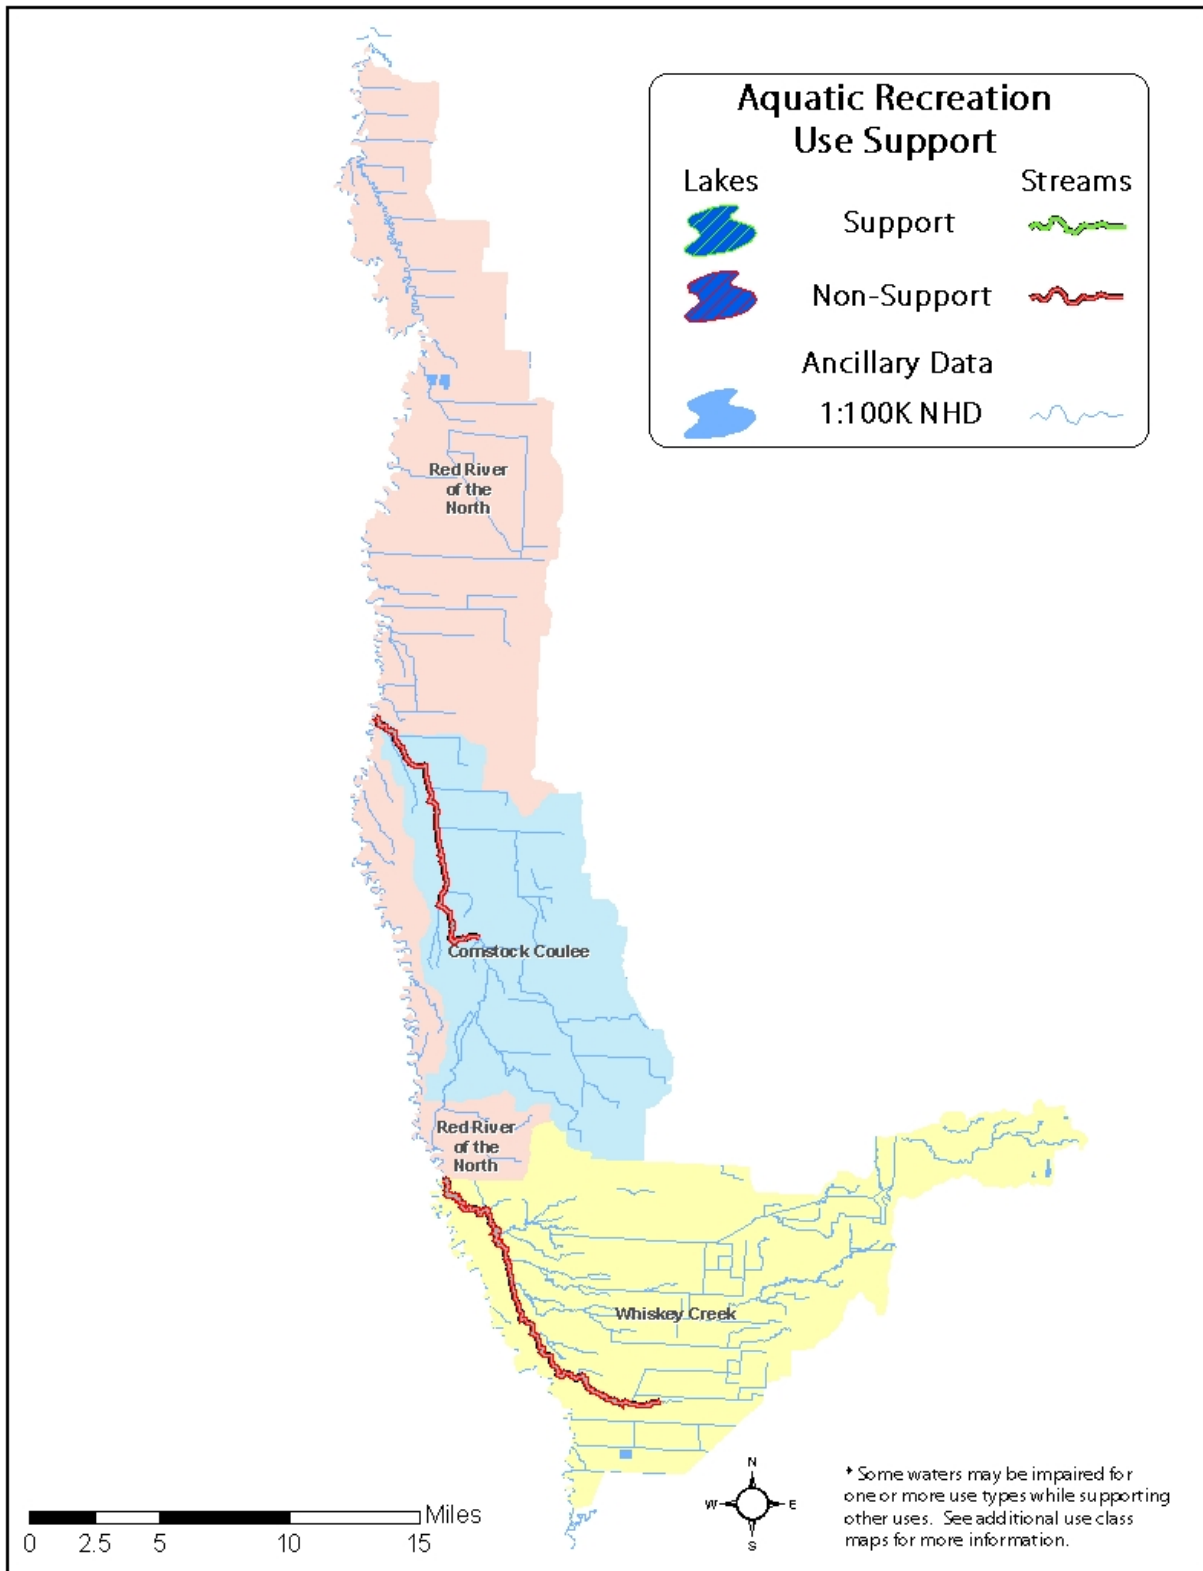 Aquatic Recreation
Use Support
Lakes
Streams
Support
Non-Support
Ancillary Data
1:100K NHD
Red River
of the
North
Comstock Coulee
Red River
of the
North
Whiskey Creek
Miles
0 2.5 5 10 15
N
W E
S
* Some waters may be impaired for
one or more use types while supporting
other uses. See additional use class
maps for more information.